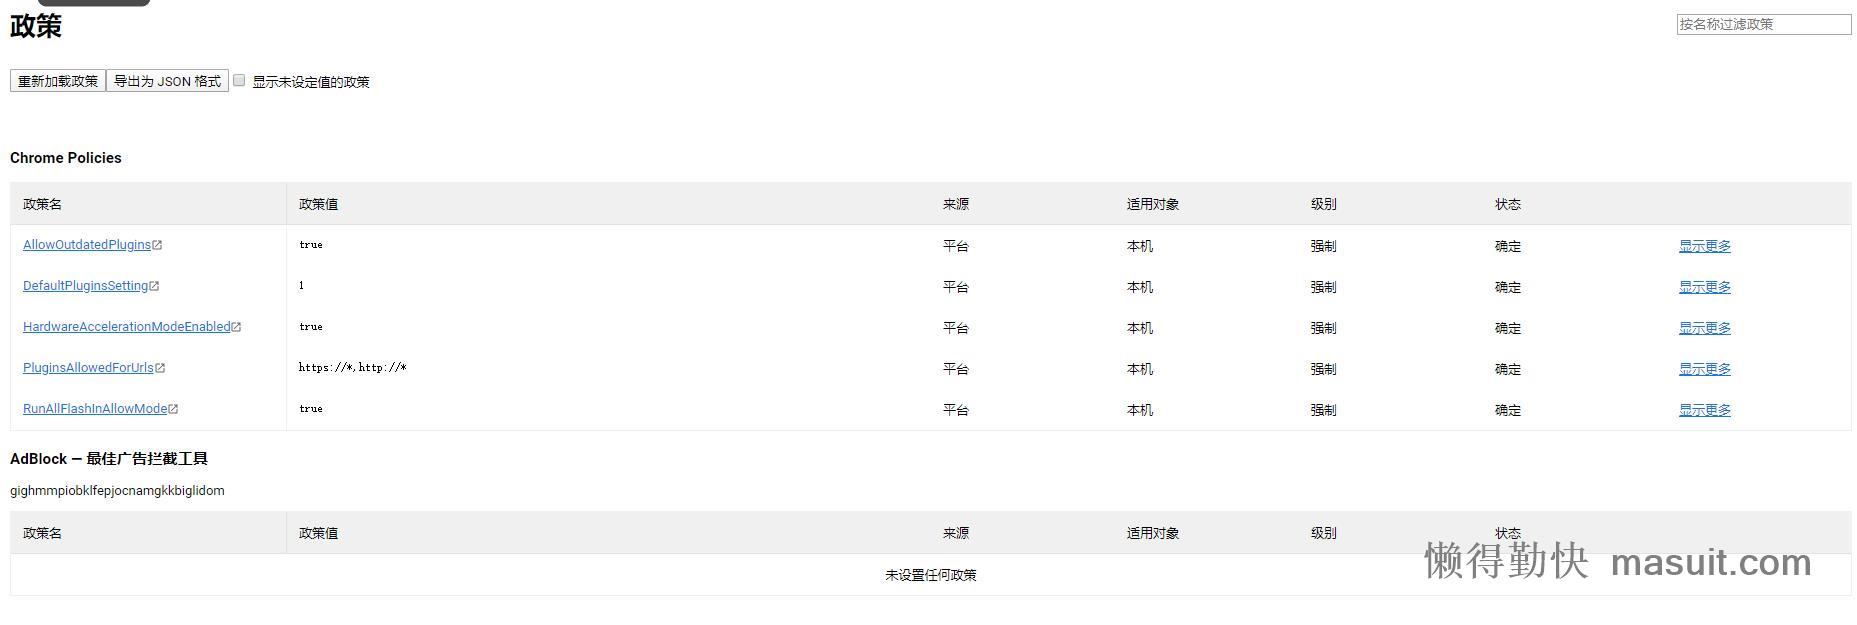 政策
按名称过滤政策
重新加载政策 导出为 JSON 格式 显示未设定值的政策
Chrome Policies
政策名 政策值 来源 适用对象 级别 状态
AllowOutdatedPlugins true 平台 本机 强制 确定 显示更多
DefaultPluginsSetting 1 平台 本机 强制 确定 显示更多
HardwareAccelerationModeEnabled true 平台 本机 强制 确定 显示更多
PluginsAllowedForUrls https://*,http://* 平台 本机 强制 确定 显示更多
RunAllFlashInAllowMode true 平台 本机 强制 确定 显示更多
AdBlock — 最佳广告拦截工具
gighmmpiobklfepjocnamgkkbiglidom
政策名 政策值 来源 适用对象 级别 状态
未设置任何政策
懒得勤快 masuit.com